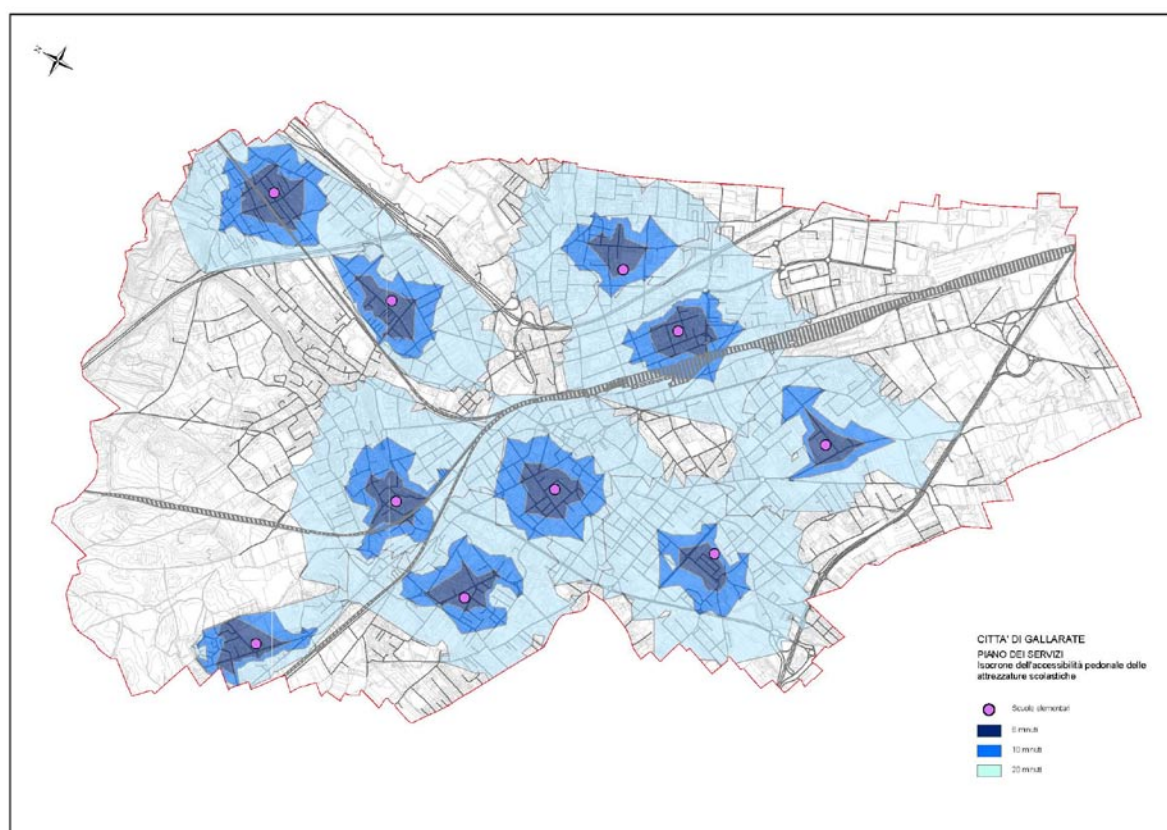 N
CITTA' DI GALLARATE
PIANO DEI SERVIZI
Isocrone dell'accessibilità pedonale delle
attrezzature scolastiche
Scuole elementari
5 minuti
10 minuti
20 minuti